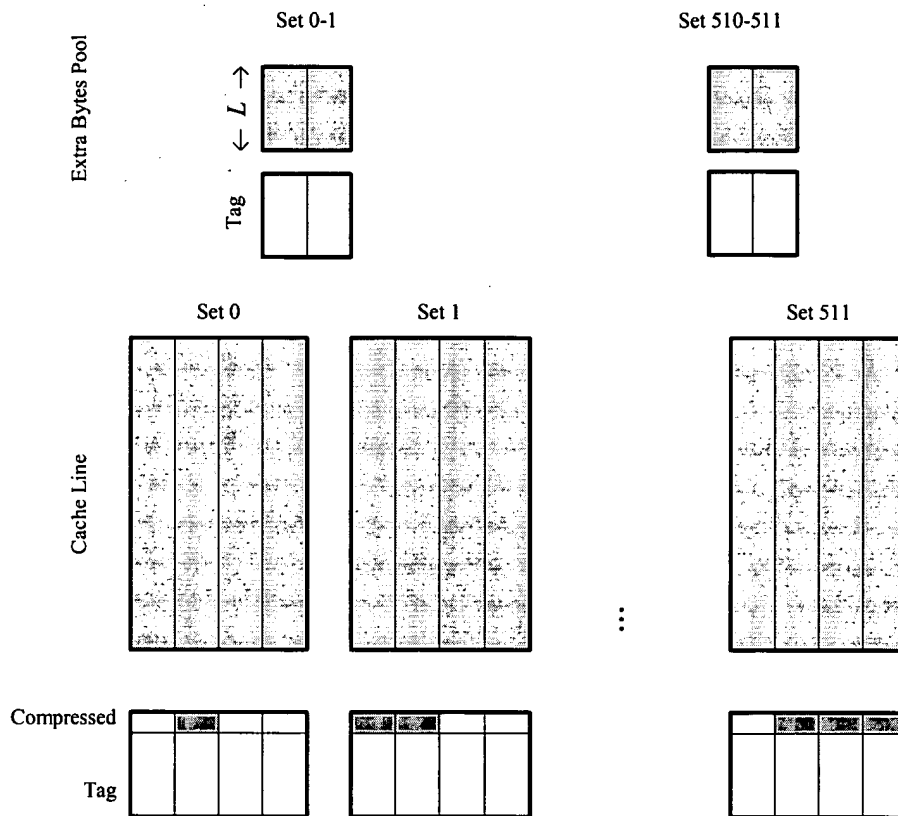 Set 0-1 Set 510-511
Extra Bytes Pool
L
Tag
Set 0 Set 1 Set 511
Cache Line
...
Compressed
Tag